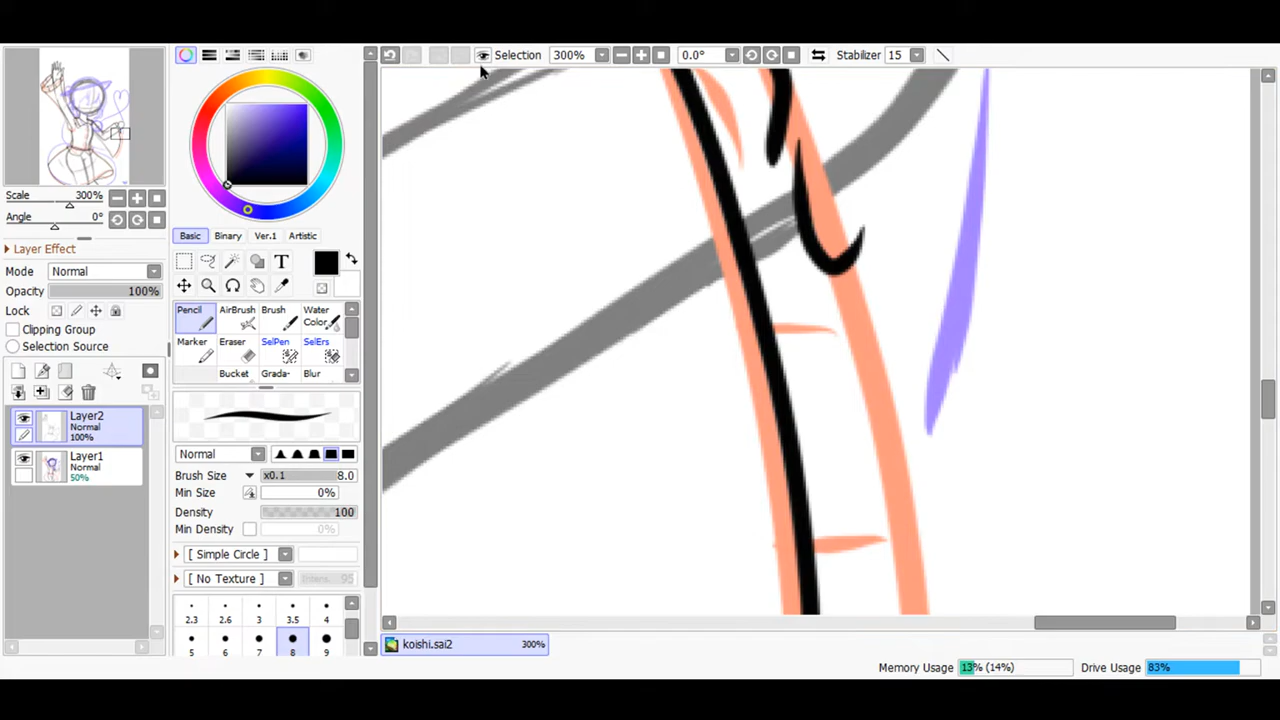 Selection 300% 0.0° Stabilizer 15
Scale 300%
Angle 0°
Layer Effect
Mode Normal
Opacity 100%
Lock
Clipping Group
Selection Source
Layer2
Normal
100%
Layer1
Normal
50%
Basic Binary Ver.1 Artistic
T
Pencil AirBrush Brush Water
Color
Marker Eraser SelPen SelErs
Bucket Grada- Blur
Normal
Brush Size x0.1 8.0
Min Size 0%
Density 100
Min Density 0%
[ Simple Circle ]
[ No Texture ] Intens. 95
2.3 2.6 3 3.5 4
5 6 7 8 9
koishi.sai2 300%
Memory Usage 13% (14%) Drive Usage 83%